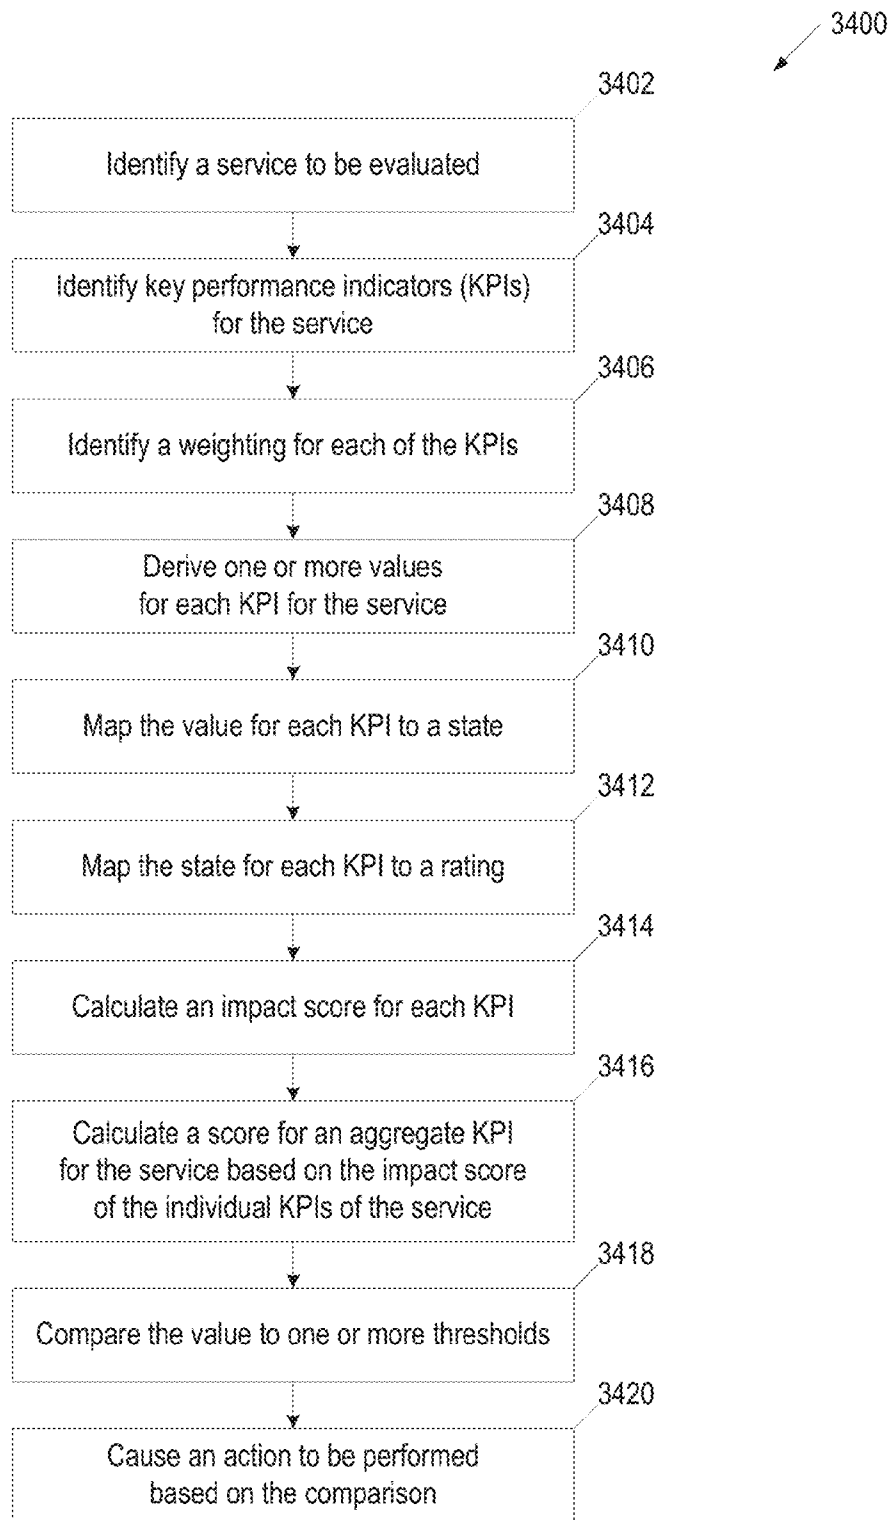 3400
3402
Identify a service to be evaluated
3404
Identify key performance indicators (KPIs)
for the service
3406
Identify a weighting for each of the KPIs
3408
Derive one or more values
for each KPI for the service
3410
Map the value for each KPI to a state
3412
Map the state for each KPI to a rating
3414
Calculate an impact score for each KPI
3416
Calculate a score for an aggregate KPI
for the service based on the impact score
of the individual KPIs of the service
3418
Compare the value to one or more thresholds
3420
Cause an action to be performed
based on the comparison